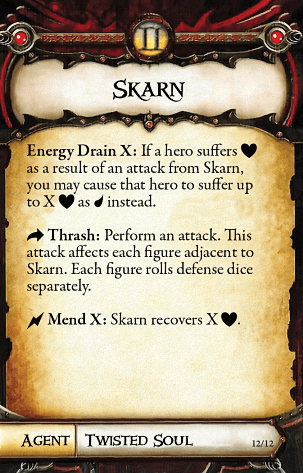 II
SKARN
Energy Drain X: If a hero suffers ♥
as a result of an attack from Skarn,
you may cause that hero to suffer up
to X ♥ as 💧 instead.
➡ Thrash: Perform an attack. This
attack affects each figure adjacent to
Skarn. Each figure rolls defense dice
separately.
⚡ Mend X: Skarn recovers X ♥.
AGENT TWISTED SOUL 12/12